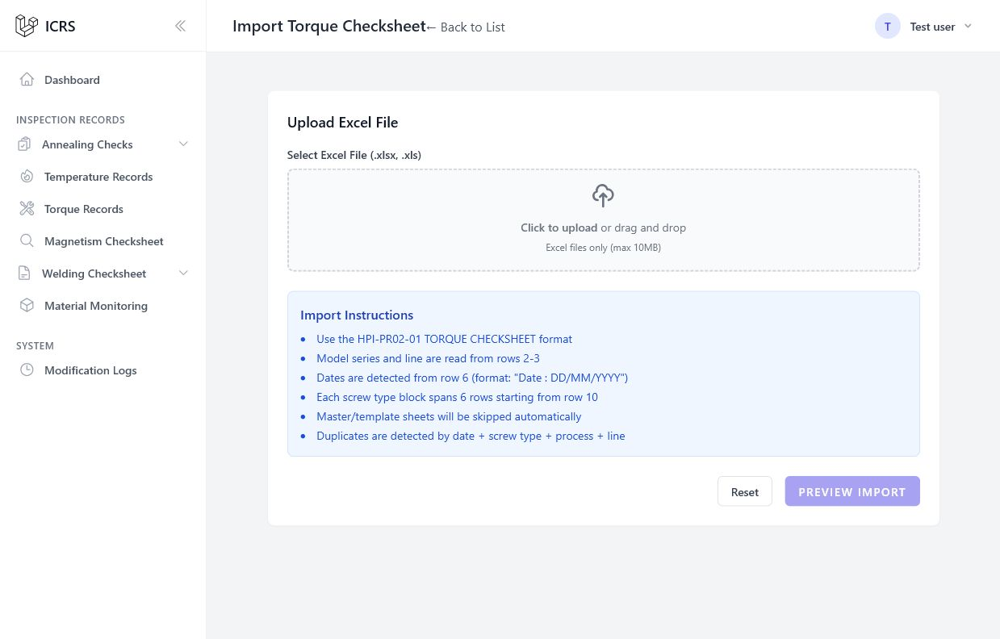 ICRS
Import Torque Checksheet← Back to List
T Test user
Dashboard
INSPECTION RECORDS
Annealing Checks
Temperature Records
Torque Records
Magnetism Checksheet
Welding Checksheet
Material Monitoring
SYSTEM
Modification Logs
Upload Excel File
Select Excel File (.xlsx, .xls)
Click to upload or drag and drop
Excel files only (max 10MB)
Import Instructions
• Use the HPI-PR02-01 TORQUE CHECKSHEET format
• Model series and line are read from rows 2-3
• Dates are detected from row 6 (format: "Date : DD/MM/YYYY")
• Each screw type block spans 6 rows starting from row 10
• Master/template sheets will be skipped automatically
• Duplicates are detected by date + screw type + process + line
Reset
PREVIEW IMPORT